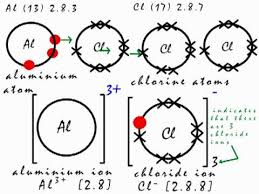 Al (13) 2.8.3 Cl (17) 2.8.7
Al Cl Cl Cl
aluminium atom
chlorine atoms
3+ -
Al Cl
indicates
that there
are 3
chloride
ions
3
aluminium ion
Al³⁺ [2.8]
chloride ion
Cl⁻ [2.8.8]